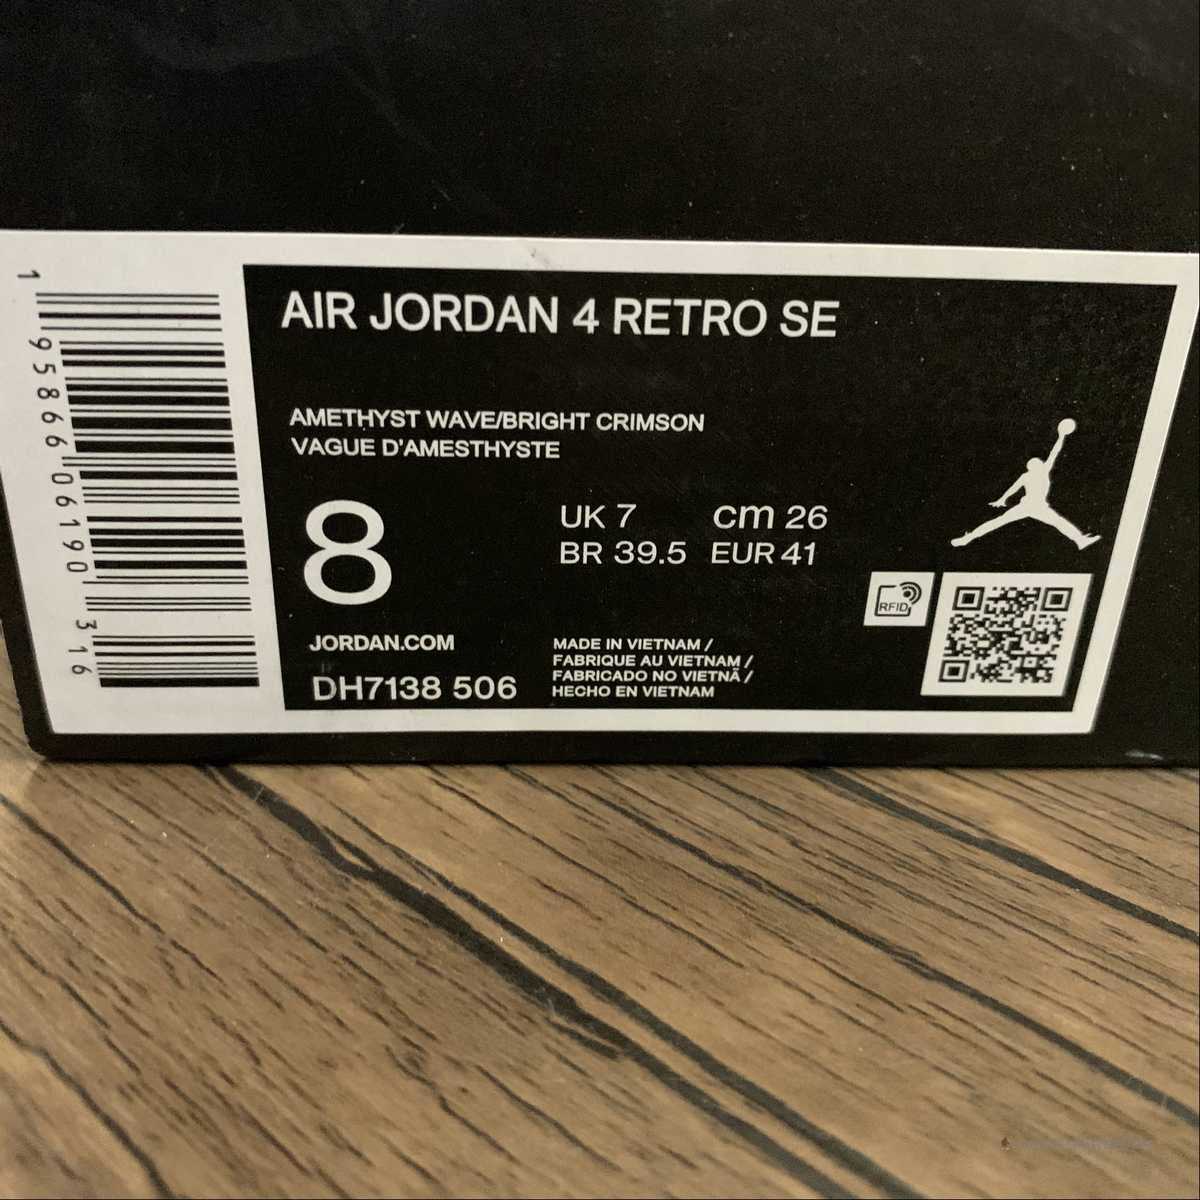 AIR JORDAN 4 RETRO SE
AMETHYST WAVE/BRIGHT CRIMSON
VAGUE D'AMESTHYSTE
8
UK 7 cm 26
BR 39.5 EUR 41
RFID
JORDAN.COM
DH7138 506
MADE IN VIETNAM /
FABRIQUE AU VIETNAM /
FABRICADO NO VIETNÃ /
HECHO EN VIETNAM
1 95866 06190 3 16